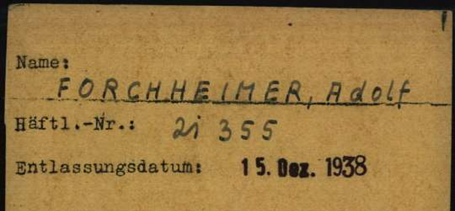 Name:
FORCHHEIMER, Adolf
Häftl.-Nr.: 21 355
Entlassungsdatum: 15. Dez. 1938